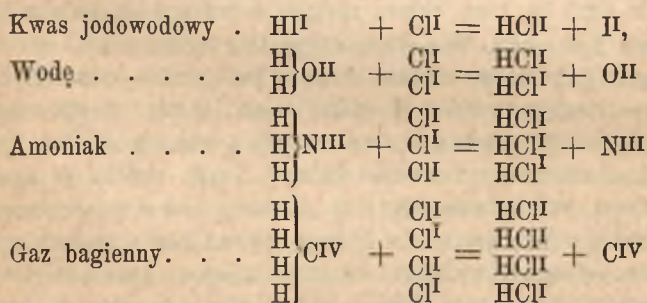 Kwas jodowodowy . HI^I + Cl^I = HCl^I + I^I,
Wodę . . . . . H} Cl^I HCl^I
H}O^II + Cl^I = HCl^I + O^II
H} Cl^I HCl^I
Amoniak . . . . H}N^III + Cl^I = HCl^I + N^III
H} Cl^I HCl^I
H} Cl^I HCl^I
Gaz bagienny . . . H}C^IV + Cl^I = HCl^I + C^IV
H} Cl^I HCl^I
H} Cl^I HCl^I